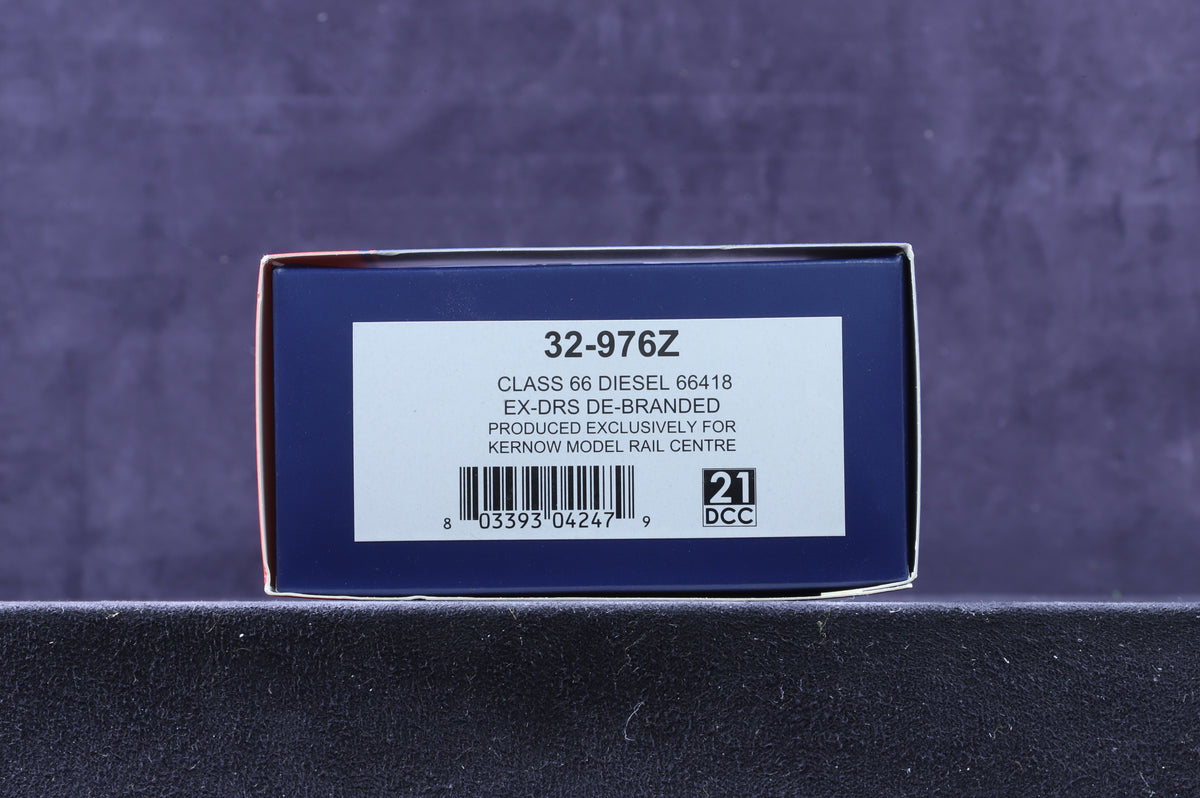 32-976Z
CLASS 66 DIESEL 66418
EX-DRS DE-BRANDED
PRODUCED EXCLUSIVELY FOR
KERNOW MODEL RAIL CENTRE
8 03393 04247 9
21
DCC